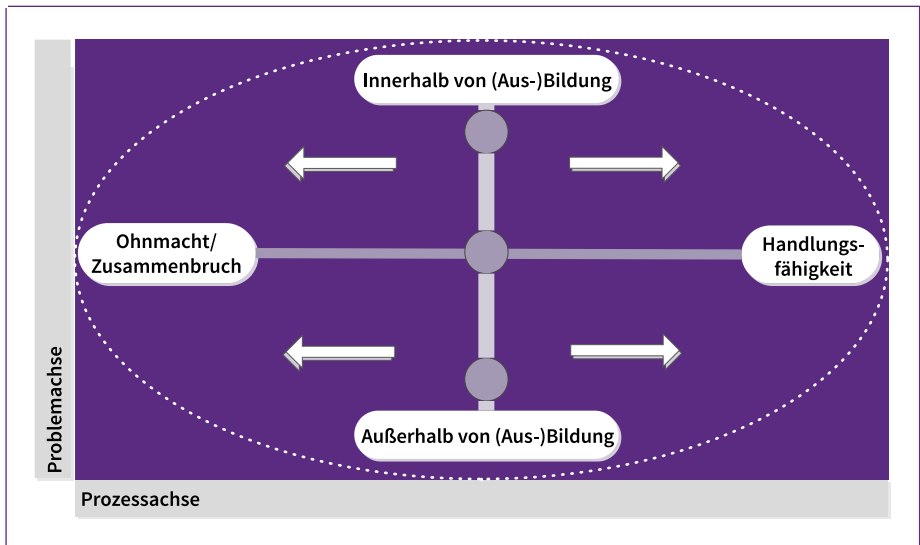 Innerhalb von (Aus-)Bildung
Ohnmacht/
Zusammenbruch
Handlungs-
fähigkeit
Außerhalb von (Aus-)Bildung
Problemachse
Prozessachse